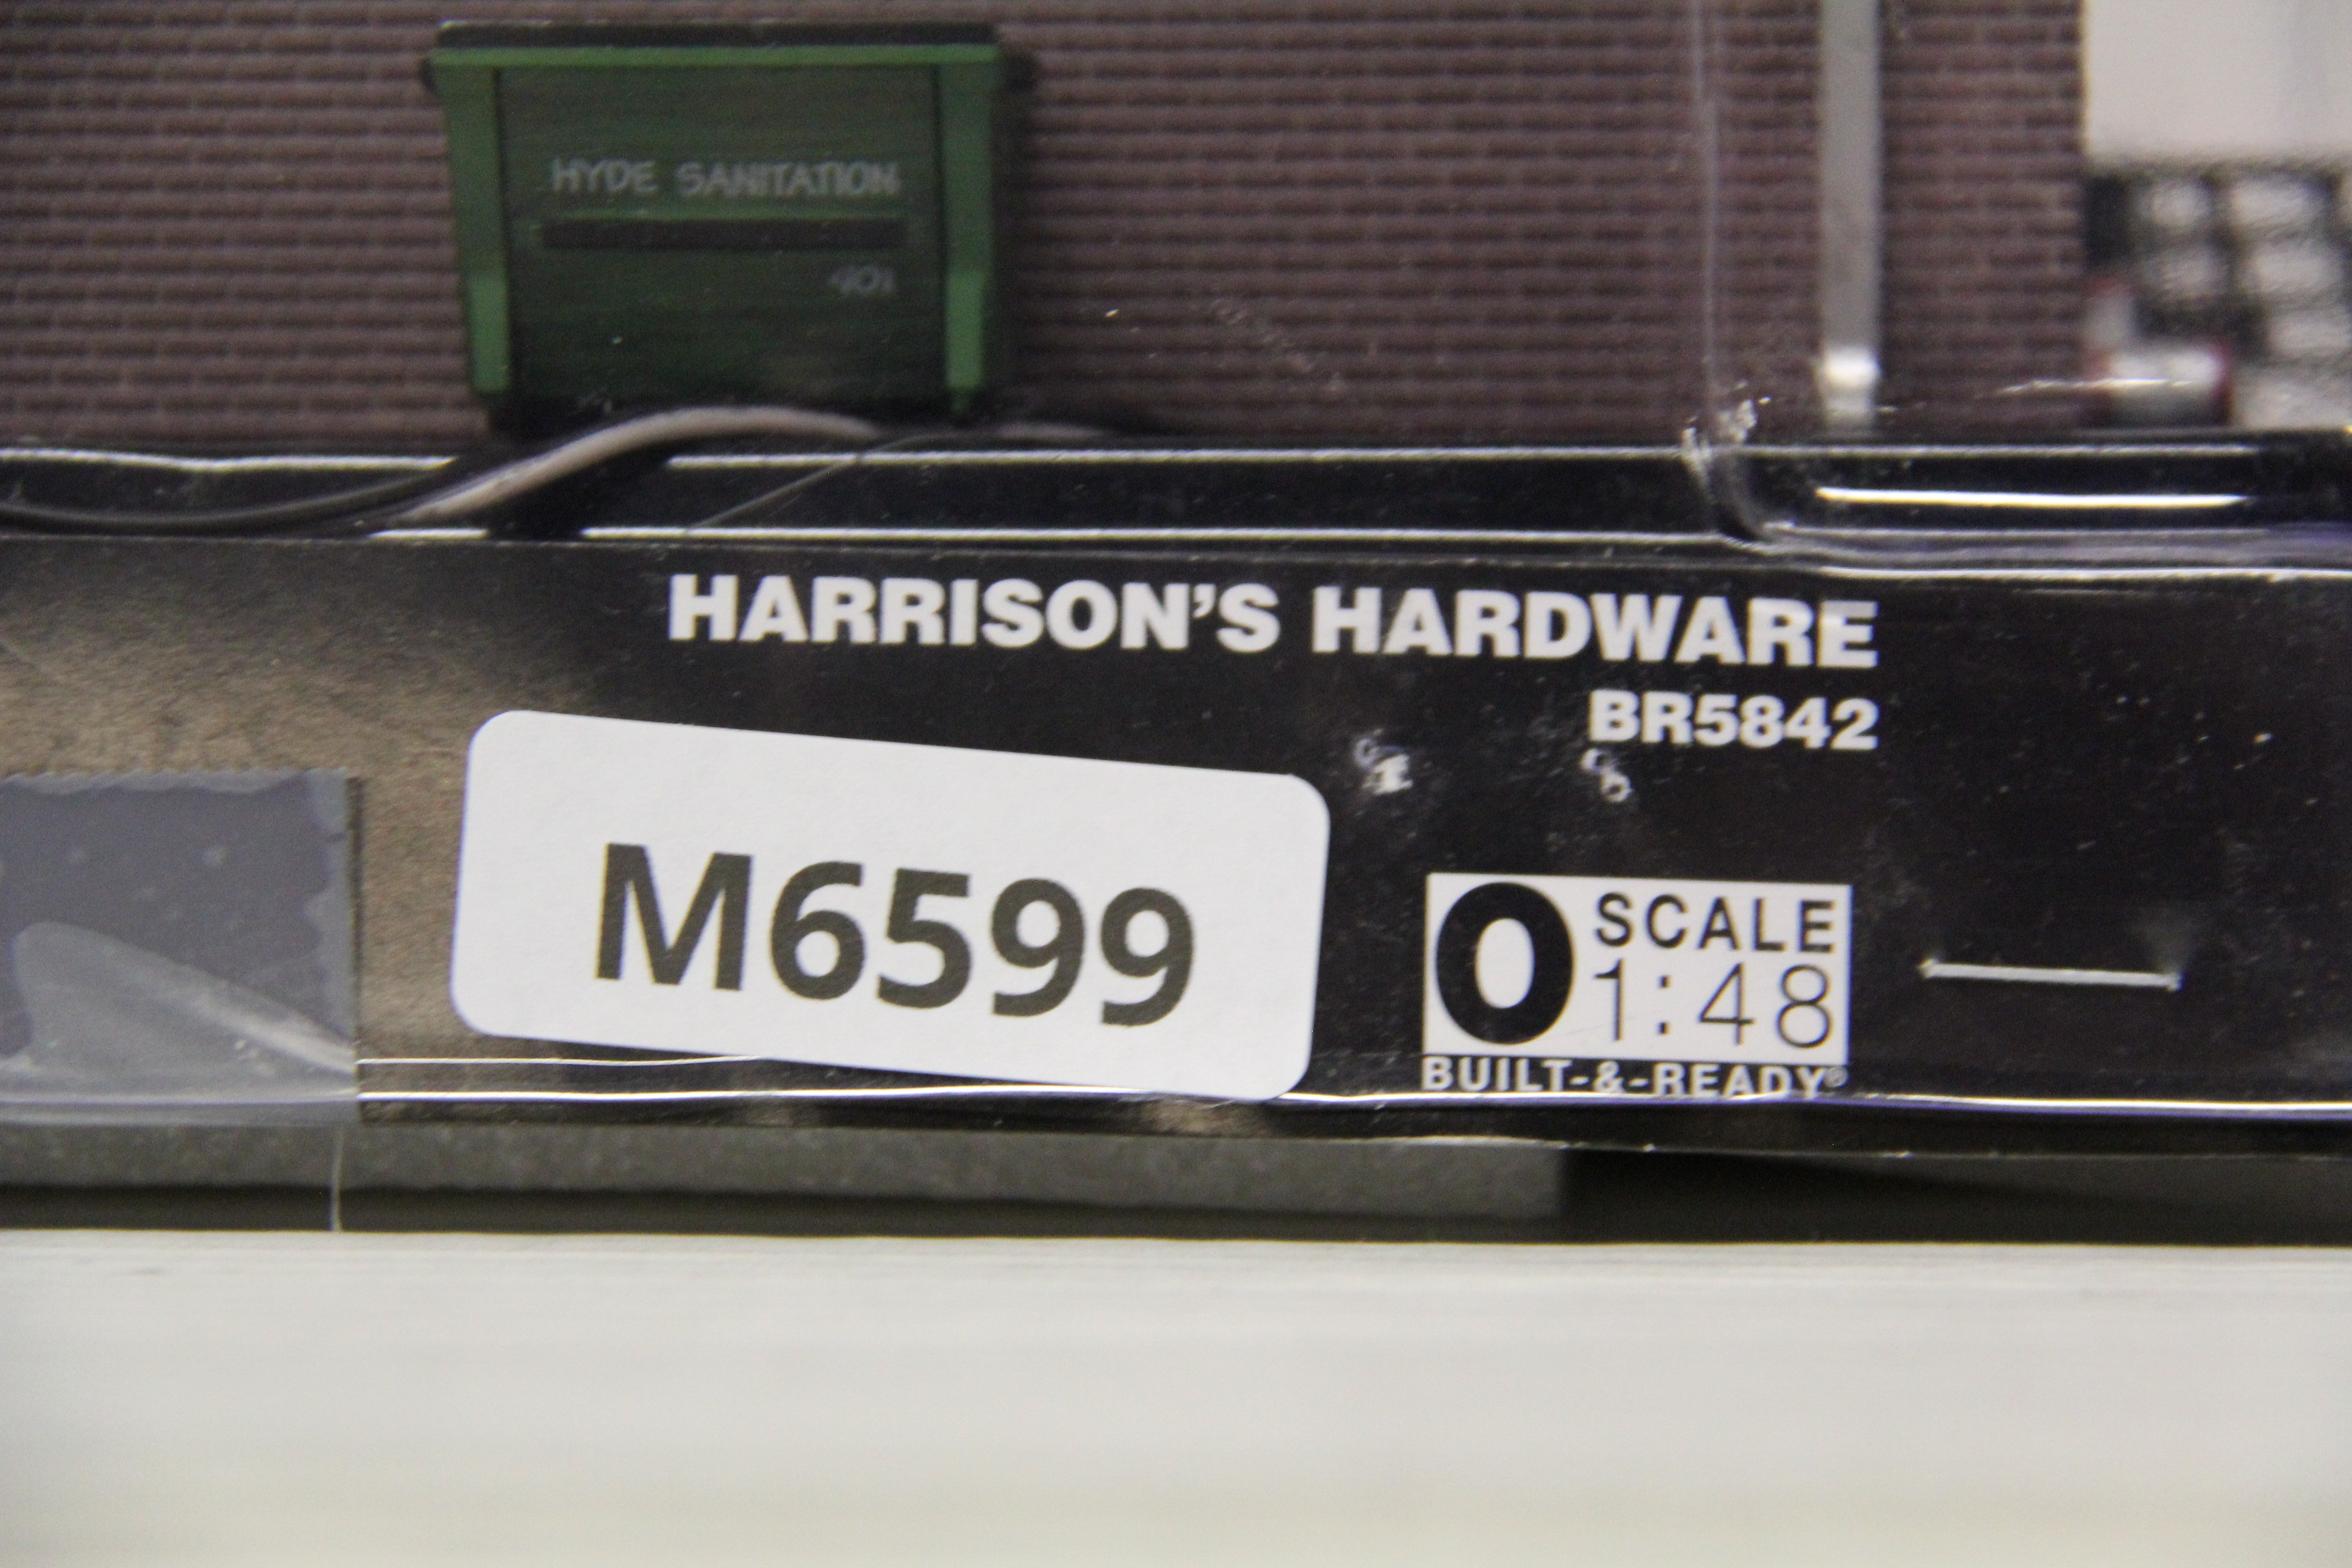 HYDE SANITATION
401
HARRISON'S HARDWARE
BR5842
M6599
O SCALE
1:48
BUILT-&-READY®